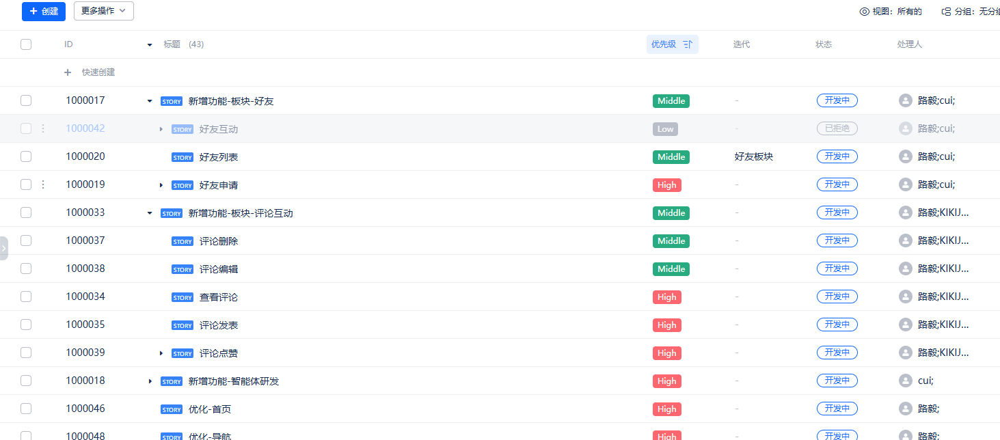 + 创建 更多操作 视图: 所有的 分组: 无分组
ID 标题 (43) 优先级 迭代 状态 处理人
+ 快速创建
1000017 STORY 新增功能-板块-好友 Middle - 开发中 路毅;cui;
1000042 STORY 好友互动 Low - 已拒绝 路毅;cui;
1000020 STORY 好友列表 Middle 好友板块 开发中 路毅;cui;
1000019 STORY 好友申请 High - 开发中 路毅;cui;
1000033 STORY 新增功能-板块-评论互动 Middle - 开发中 路毅;KIKIJ...
1000037 STORY 评论删除 Middle - 开发中 路毅;KIKIJ...
1000038 STORY 评论编辑 Middle - 开发中 路毅;KIKIJ...
1000034 STORY 查看评论 High - 开发中 路毅;KIKIJ...
1000035 STORY 评论发表 High - 开发中 路毅;KIKIJ...
1000039 STORY 评论点赞 High - 开发中 路毅;KIKIJ...
1000018 STORY 新增功能-智能体研发 High - 开发中 cui;
1000046 STORY 优化-首页 High - 开发中 路毅;
1000048 STORY 优化-导航 High - 开发中 路毅;